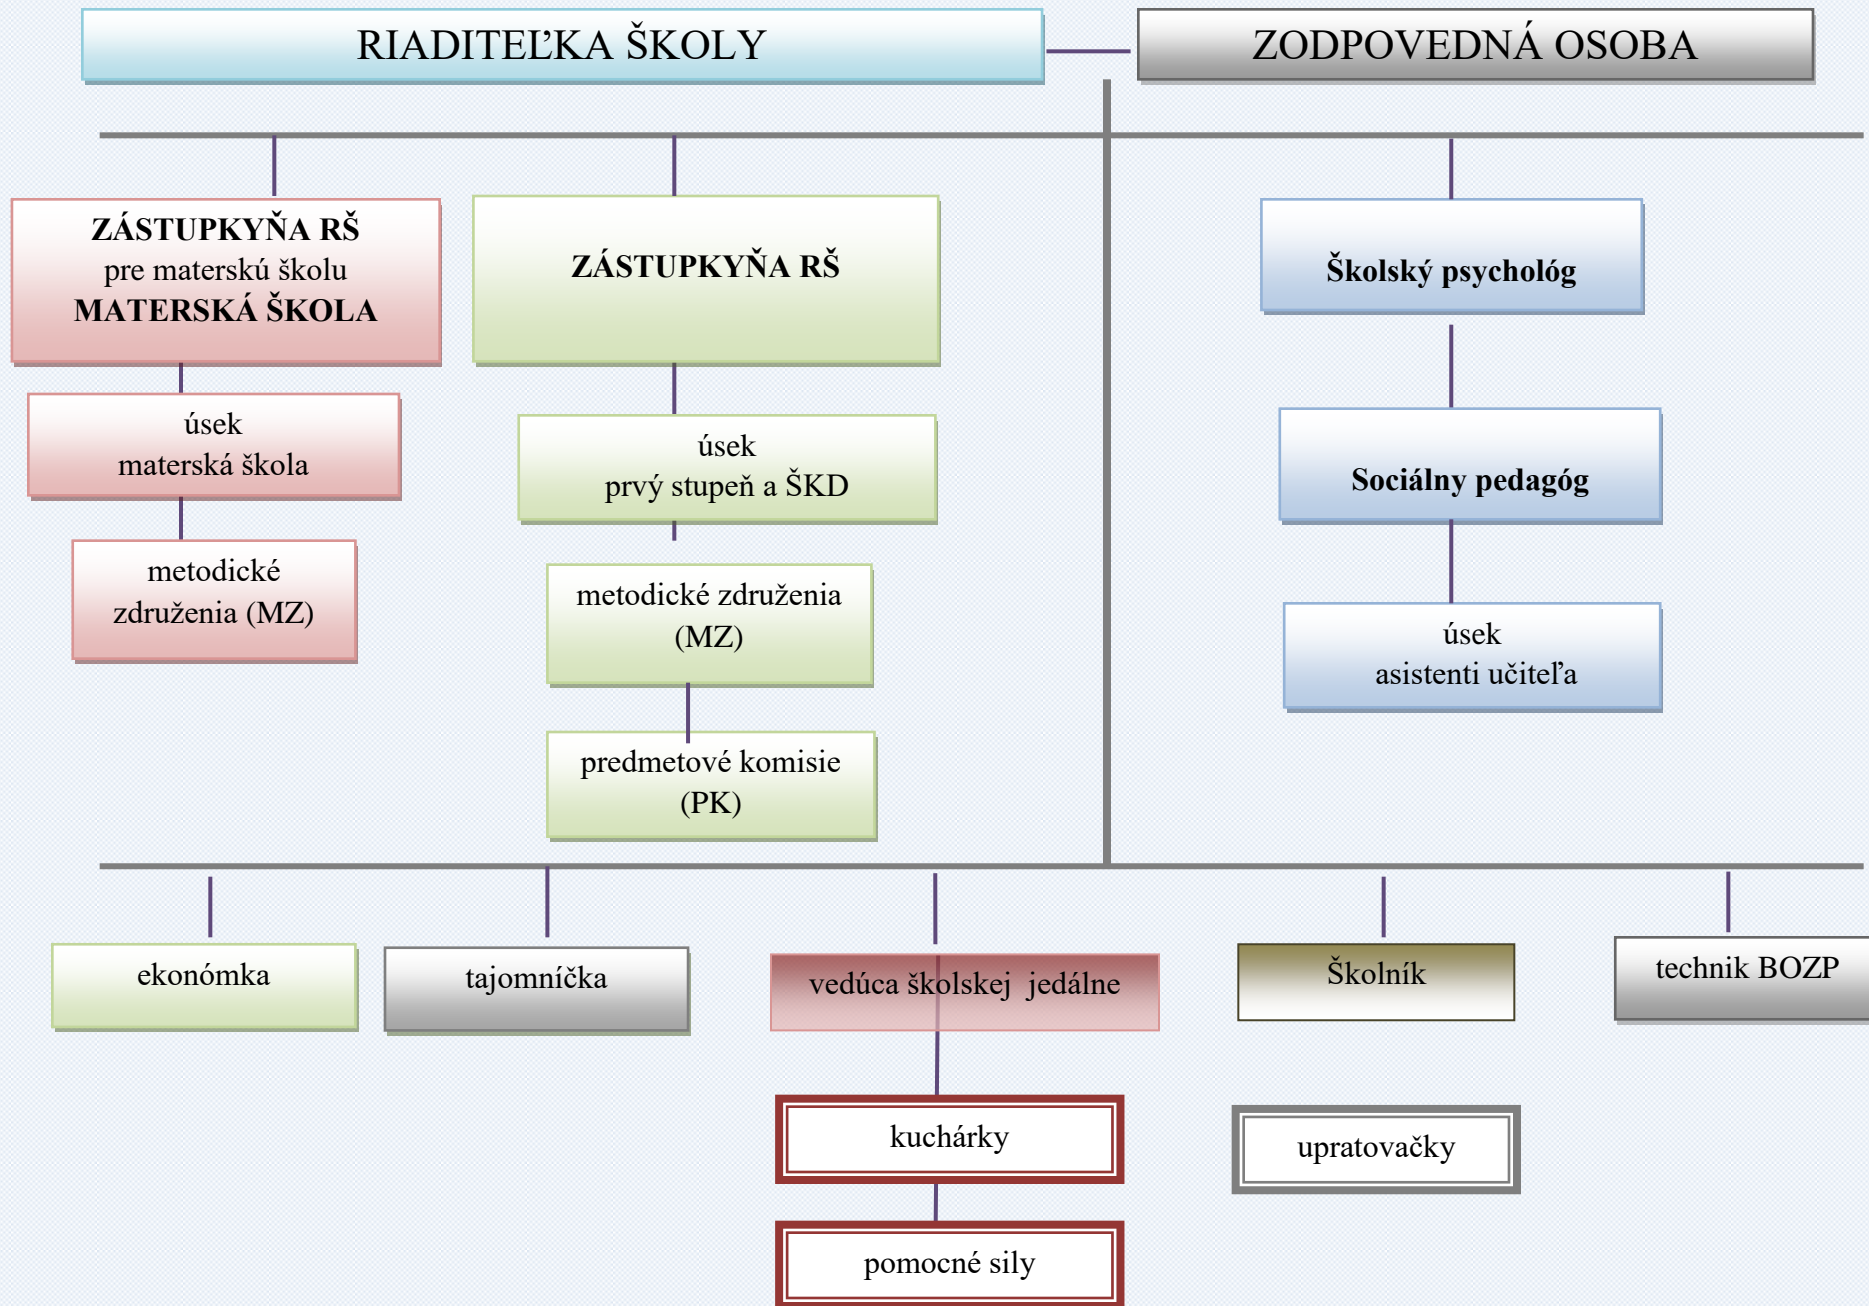 RIADITEĽKA ŠKOLY
ZODPOVEDNÁ OSOBA
ZÁSTUPKYŇA RŠ
pre materskú školu
MATERSKÁ ŠKOLA
ZÁSTUPKYŇA RŠ
Školský psychológ
úsek
materská škola
úsek
prvý stupeň a ŠKD
Sociálny pedagóg
metodické
združenia (MZ)
metodické združenia
(MZ)
úsek
asistenti učiteľa
predmetové komisie
(PK)
ekonómka
tajomníčka
vedúca školskej  jedálne
Školník
technik BOZP
kuchárky
upratovačky
pomocné sily